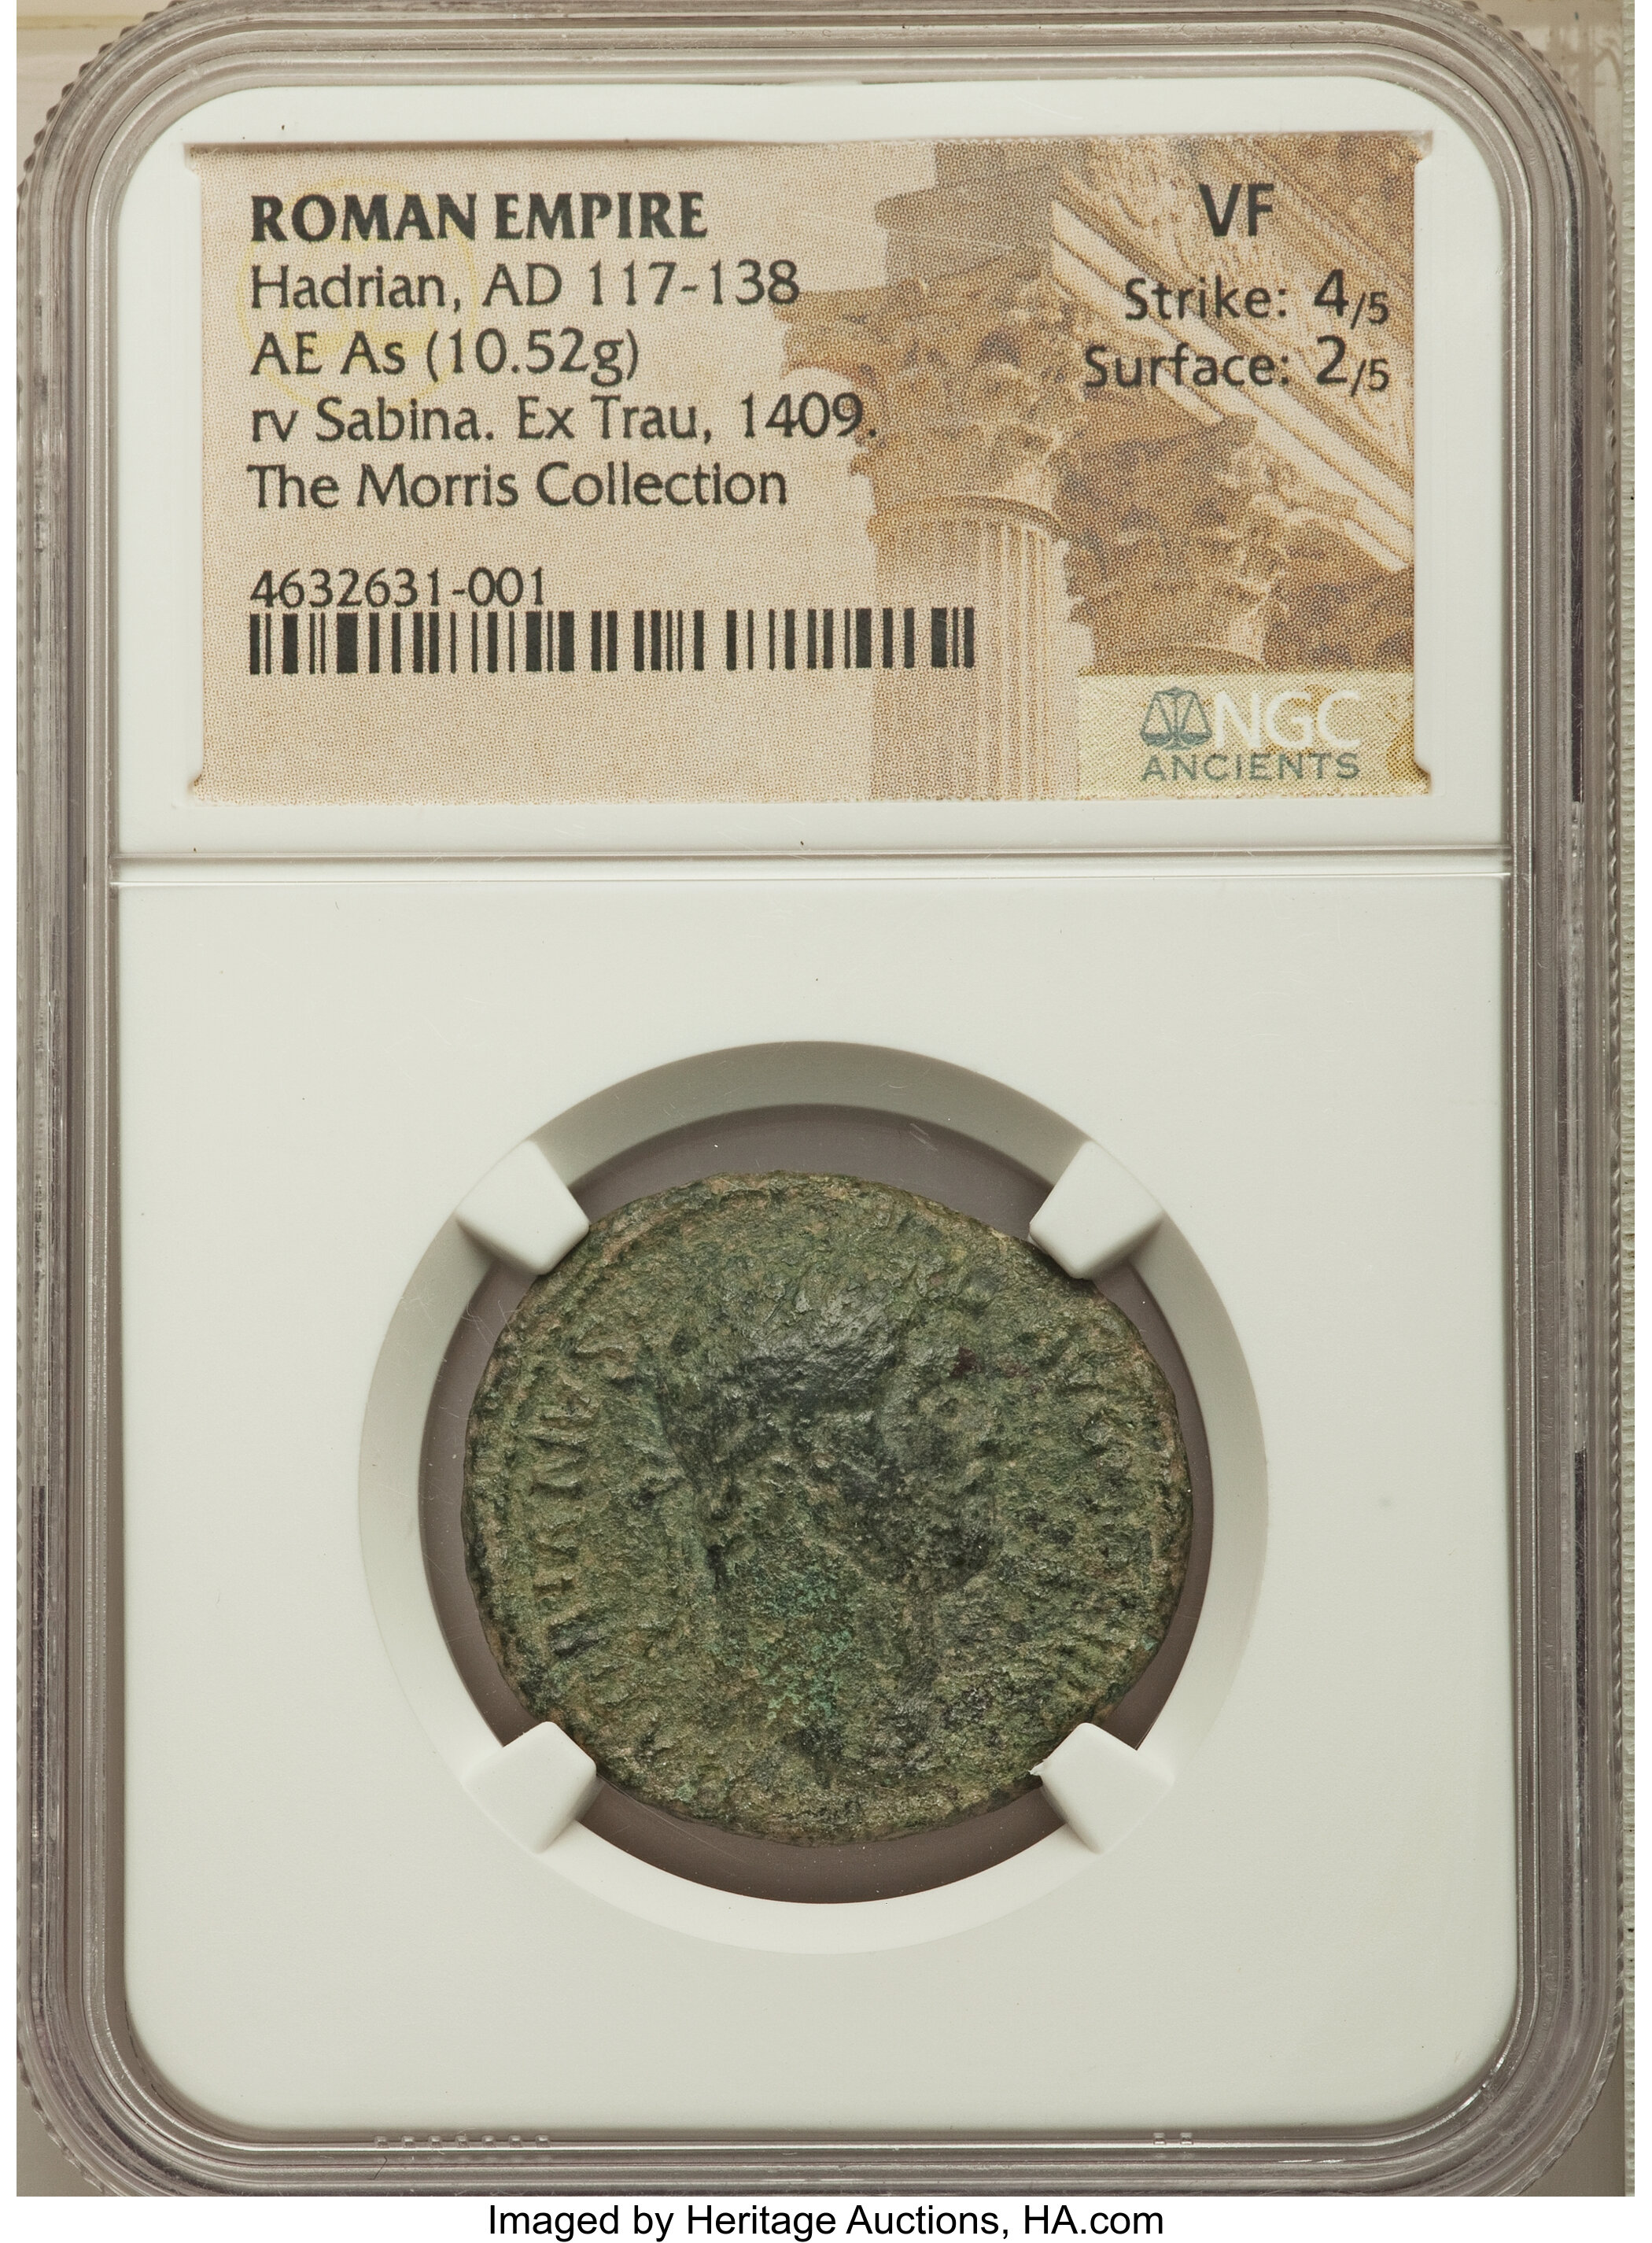 ROMAN EMPIRE
Hadrian, AD 117-138
AE As (10.52g)
rv Sabina. Ex Trau, 1409.
The Morris Collection
4632631-001
VF
Strike: 4/5
Surface: 2/5
NGC
ANCIENTS
Imaged by Heritage Auctions, HA.com